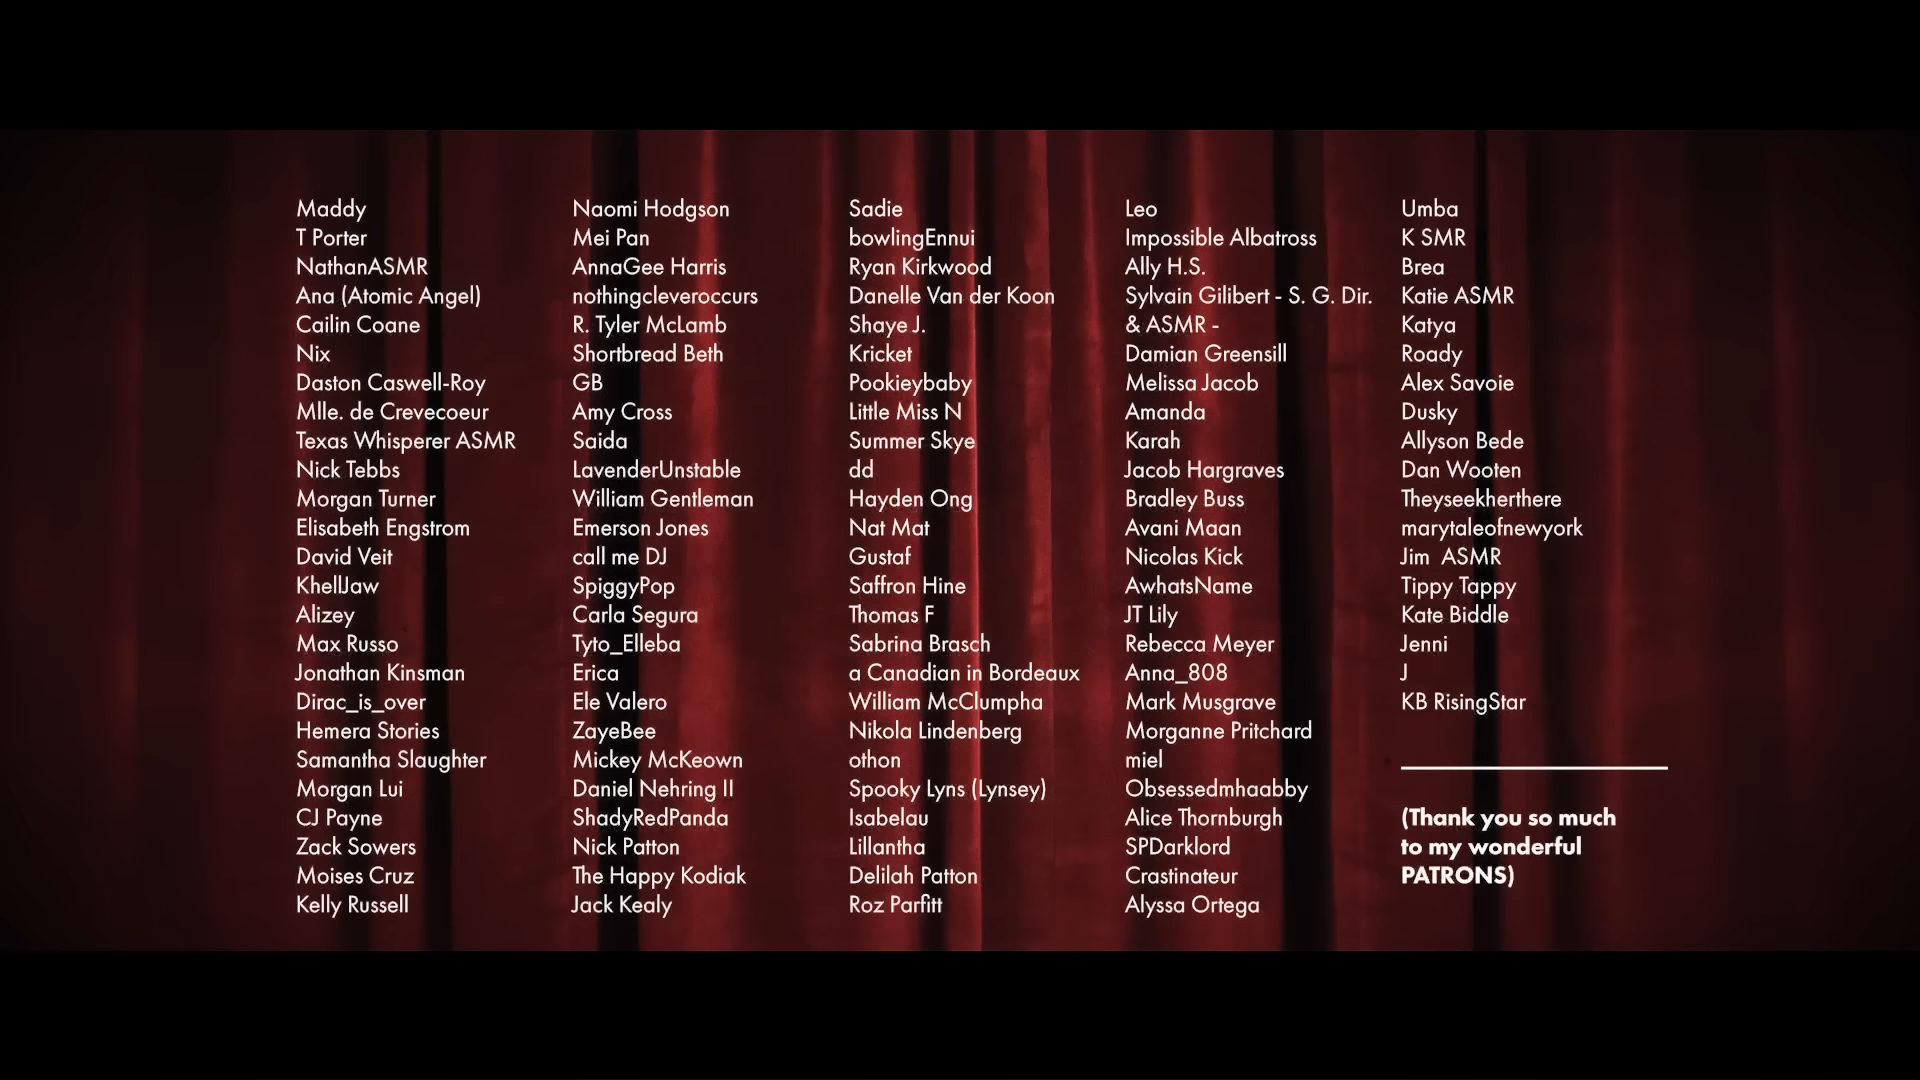 Maddy
T Porter
NathanASMR
Ana (Atomic Angel)
Cailin Coane
Nix
Daston Caswell-Roy
Mlle. de Crevecoeur
Texas Whisperer ASMR
Nick Tebbs
Morgan Turner
Elisabeth Engstrom
David Veit
KhellJaw
Alizey
Max Russo
Jonathan Kinsman
Dirac_is_over
Hemera Stories
Samantha Slaughter
Morgan Lui
CJ Payne
Zack Sowers
Moises Cruz
Kelly Russell
Naomi Hodgson
Mei Pan
AnnaGee Harris
nothingcleveroccurs
R. Tyler McLamb
Shortbread Beth
GB
Amy Cross
Saida
LavenderUnstable
William Gentleman
Emerson Jones
call me DJ
SpiggyPop
Carla Segura
Tyto_Elleba
Erica
Ele Valero
ZayeBee
Mickey McKeown
Daniel Nehring II
ShadyRedPanda
Nick Patton
The Happy Kodiak
Jack Kealy
Sadie
bowlingEnnui
Ryan Kirkwood
Danelle Van der Koon
Shaye J.
Kricket
Pookieybaby
Little Miss N
Summer Skye
dd
Hayden Ong
Nat Mat
Gustaf
Saffron Hine
Thomas F
Sabrina Brasch
a Canadian in Bordeaux
William McClumpha
Nikola Lindenberg
othon
Spooky Lyns (Lynsey)
Isabelau
Lillantha
Delilah Patton
Roz Parfitt
Leo
Impossible Albatross
Ally H.S.
Sylvain Gilibert - S. G. Dir.
& ASMR -
Damian Greensill
Melissa Jacob
Amanda
Karah
Jacob Hargraves
Bradley Buss
Avani Maan
Nicolas Kick
AwhatsName
JT Lily
Rebecca Meyer
Anna_808
Mark Musgrave
Morganne Pritchard
miel
Obsessedmhaabby
Alice Thornburgh
SPDarklord
Crastinateur
Alyssa Ortega
Umba
K SMR
Brea
Katie ASMR
Katya
Roady
Alex Savoie
Dusky
Allyson Bede
Dan Wooten
Theyseekherthere
marytaleofnewyork
Jim  ASMR
Tippy Tappy
Kate Biddle
Jenni
J
KB RisingStar
(Thank you so much
to my wonderful
PATRONS)